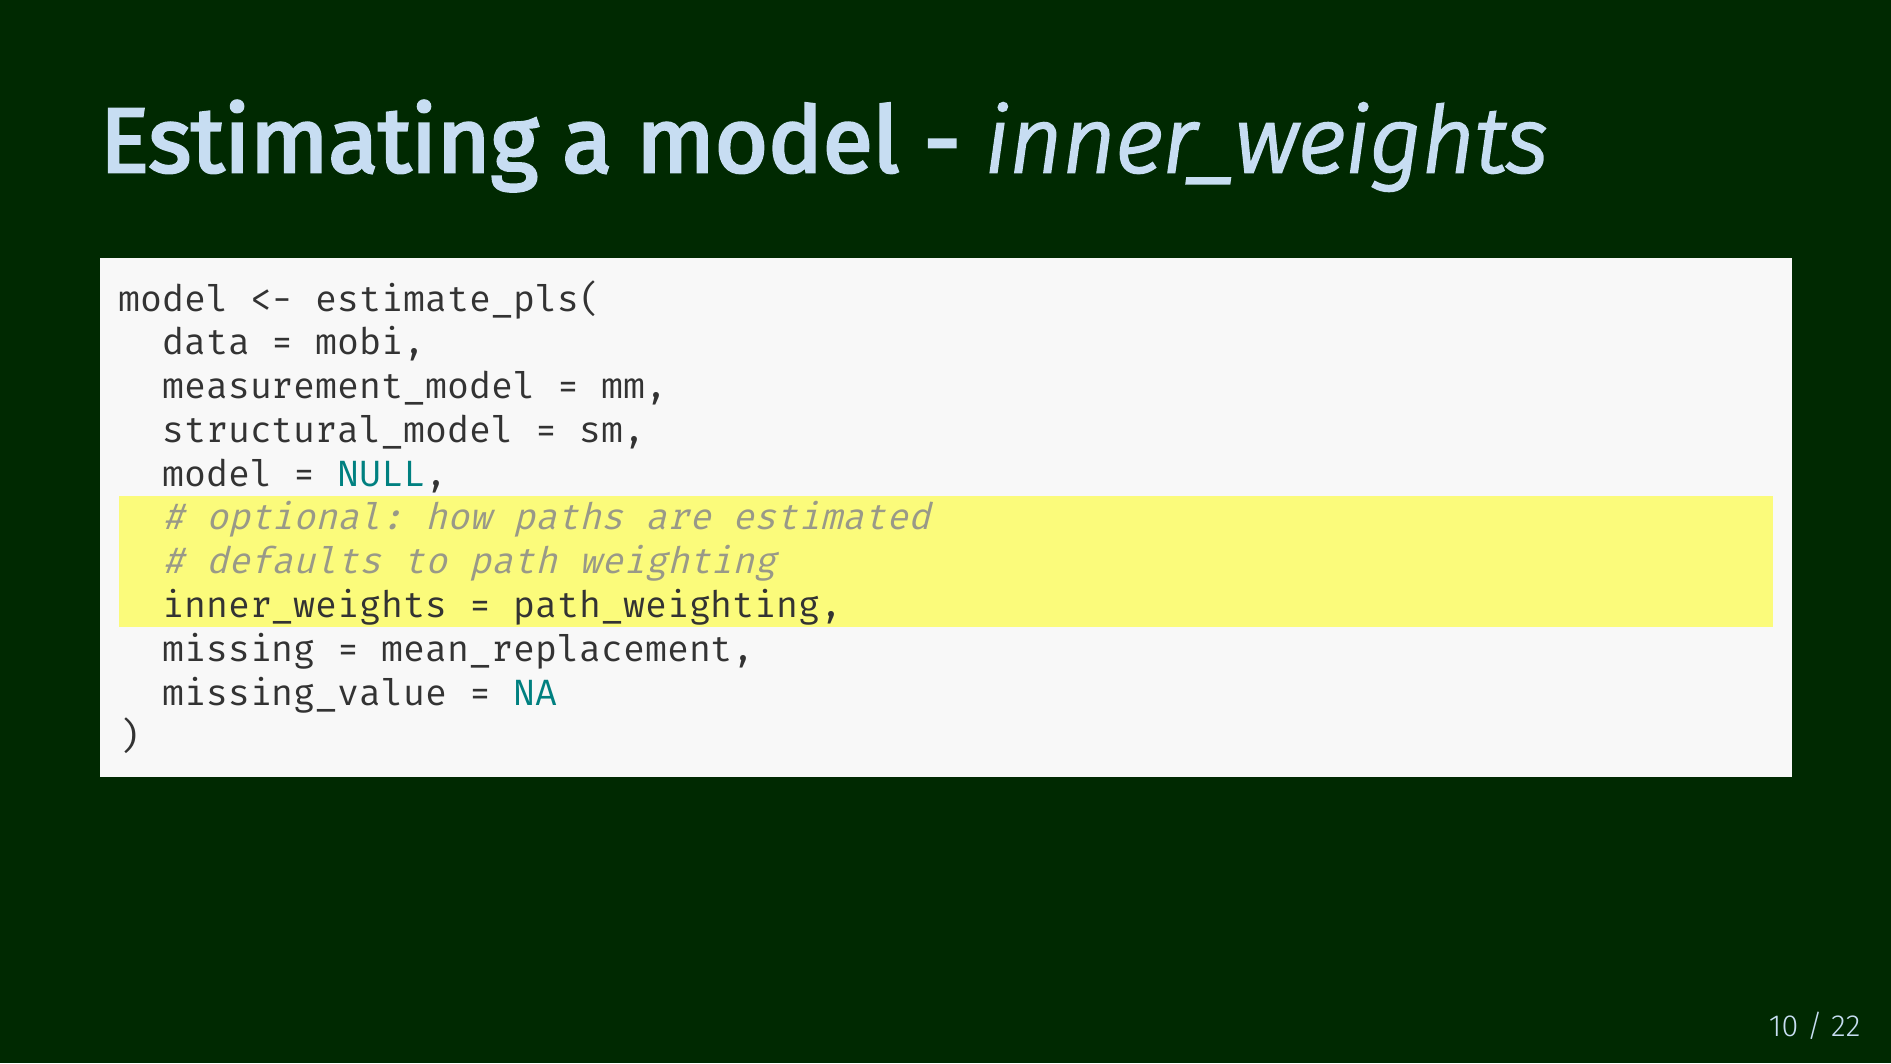 Estimating a model - inner_weights
model <- estimate_pls(
  data = mobi,
  measurement_model = mm,
  structural_model = sm,
  model = NULL,
  # optional: how paths are estimated
  # defaults to path weighting
  inner_weights = path_weighting,
  missing = mean_replacement,
  missing_value = NA
)
10 / 22